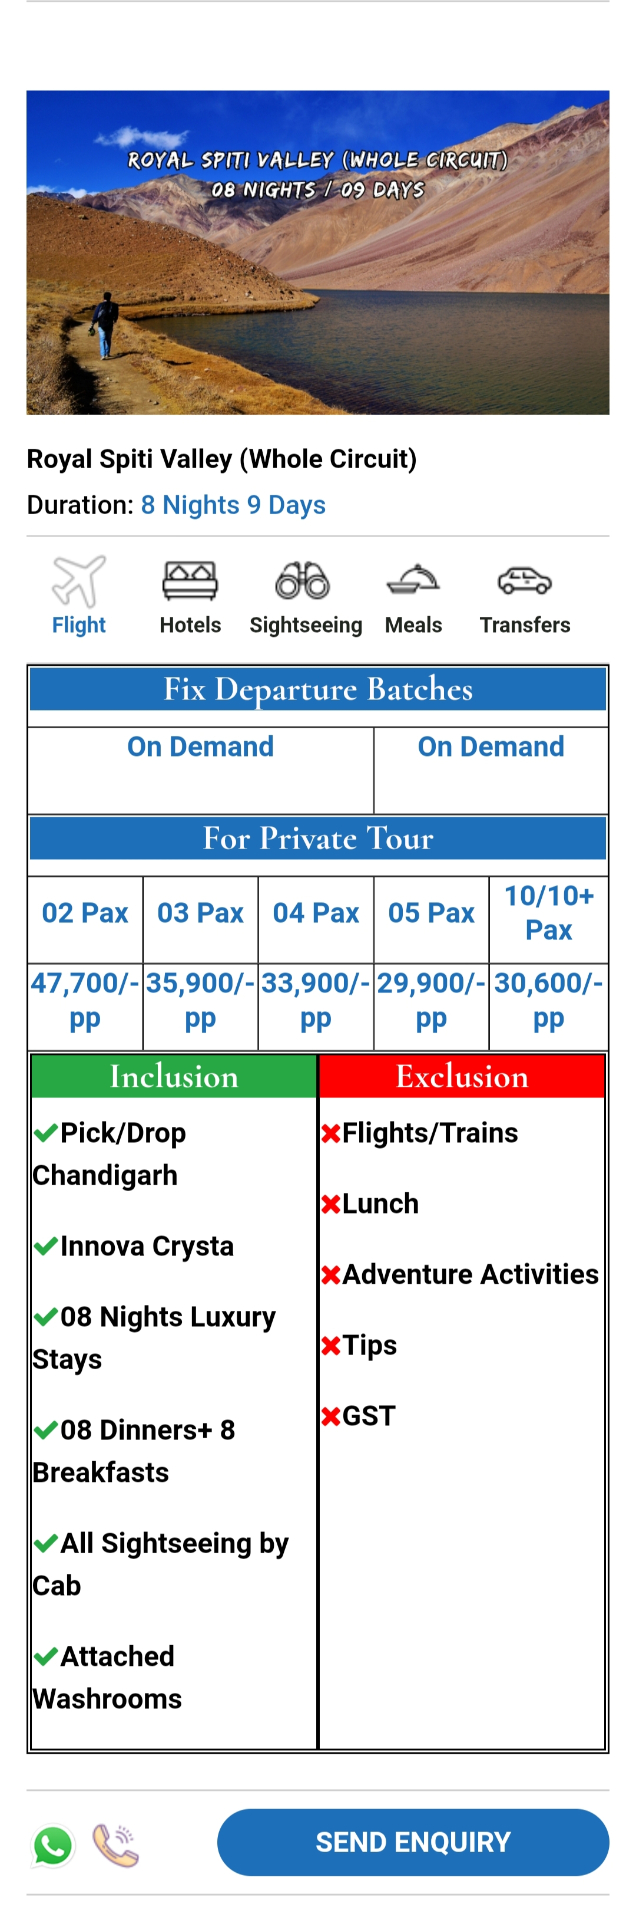 ROYAL SPITI VALLEY (WHOLE CIRCUIT)
08 NIGHTS / 09 DAYS
Royal Spiti Valley (Whole Circuit)
Duration: 8 Nights 9 Days
Flight Hotels Sightseeing Meals Transfers
Fix Departure Batches
On Demand On Demand
For Private Tour
02 Pax 03 Pax 04 Pax 05 Pax 10/10+
Pax
47,700/- 35,900/- 33,900/- 29,900/- 30,600/-
pp pp pp pp pp
Inclusion
Pick/Drop
Chandigarh
Innova Crysta
08 Nights Luxury
Stays
08 Dinners+ 8
Breakfasts
All Sightseeing by
Cab
Attached
Washrooms
Exclusion
Flights/Trains
Lunch
Adventure Activities
Tips
GST
SEND ENQUIRY